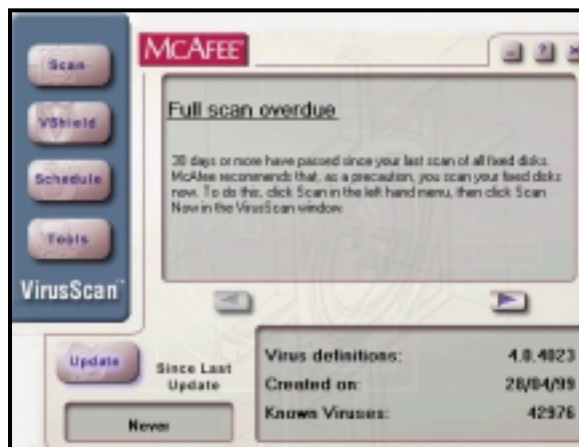 Scan
VShield
Schedule
Tools
VirusScan™
McAFEE
?
Full scan overdue
30 days or more have passed since your last scan of all fixed disks.
McAfee recommends that, as a precaution, you scan your fixed disks
now. To do this, click Scan in the left hand menu, then click Scan
Now in the VirusScan window.
Update
Since Last
Update
Never
Virus definitions: 4.0.4023
Created on: 28/04/99
Known Viruses: 42976